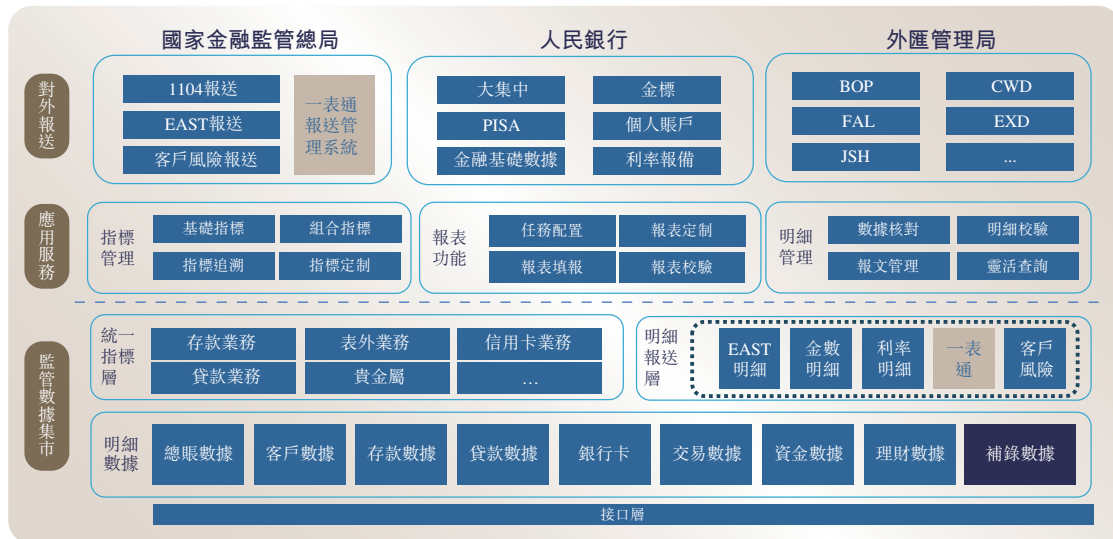 國家金融監管總局
人民銀行
外匯管理局
對外報送
1104報送
EAST報送
客戶風險報送
一表通
報送管
理系統
大集中
金標
PISA
個人賬戶
金融基礎數據
利率報備
BOP
CWD
FAL
EXD
JSH
...
應用服務
指標
管理
基礎指標
組合指標
指標追溯
指標定制
報表
功能
任務配置
報表定制
報表填報
報表校驗
明細
管理
數據核對
明細校驗
報文管理
靈活查詢
監管數據集市
統一
指標
層
存款業務
表外業務
信用卡業務
貸款業務
貴金屬
...
明細
報送
層
EAST
明細
金數
明細
利率
明細
一表
通
客戶
風險
明細
數據
總賬數據
客戶數據
存款數據
貸款數據
銀行卡
交易數據
資金數據
理財數據
補錄數據
接口層